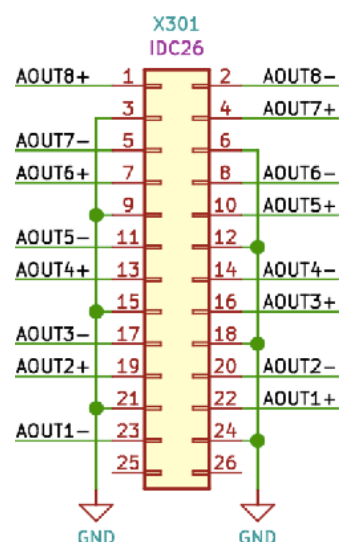 X301
IDC26
AOUT8+ 1 2 AOUT8-
3 4 AOUT7+
AOUT7- 5 6
AOUT6+ 7 8 AOUT6-
9 10 AOUT5+
AOUT5- 11 12
AOUT4+ 13 14 AOUT4-
15 16 AOUT3+
AOUT3- 17 18
AOUT2+ 19 20 AOUT2-
21 22 AOUT1+
AOUT1- 23 24
25 26
GND GND